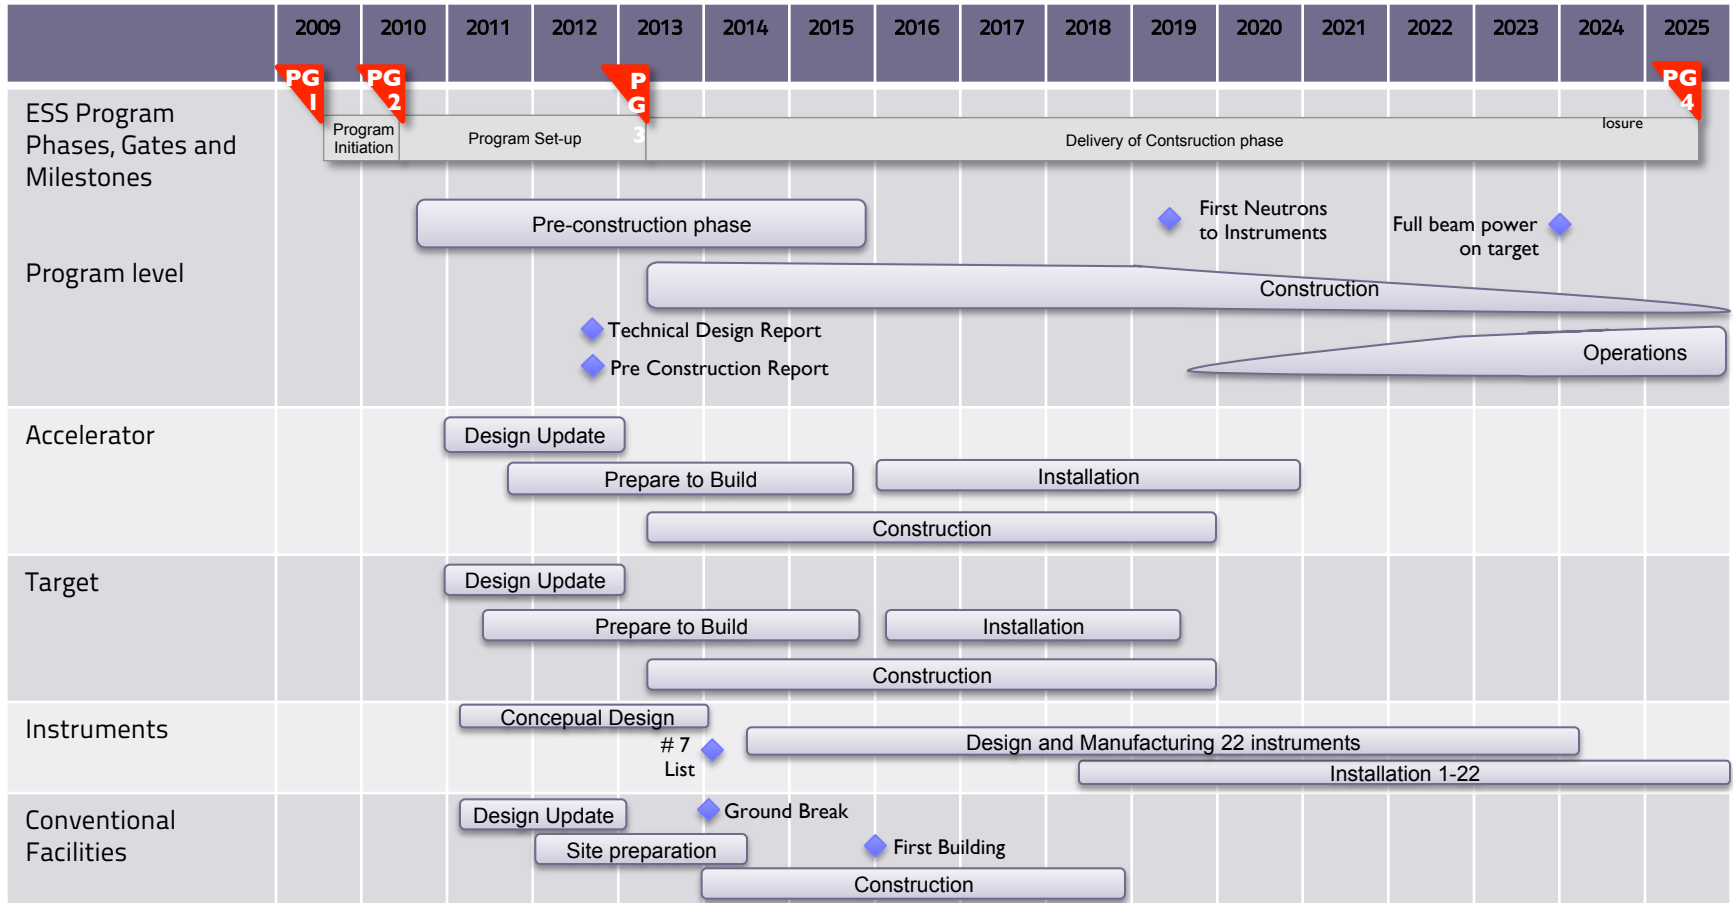 2009 2010 2011 2012 2013 2014 2015 2016 2017 2018 2019 2020 2021 2022 2023 2024 2025
PG
1
PG
2
P
G
3
PG
4
ESS Program
Phases, Gates and
Milestones
Program
Initiation
Program Set-up
Delivery of Contsruction phase
losure
Pre-construction phase
First Neutrons
to Instruments
Full beam power
on target
Program level
Construction
Technical Design Report
Pre Construction Report
Operations
Accelerator
Design Update
Prepare to Build
Installation
Construction
Target
Design Update
Prepare to Build
Installation
Construction
Instruments
Concepual Design
# 7
List
Design and Manufacturing 22 instruments
Installation 1-22
Conventional
Facilities
Design Update
Ground Break
Site preparation
First Building
Construction